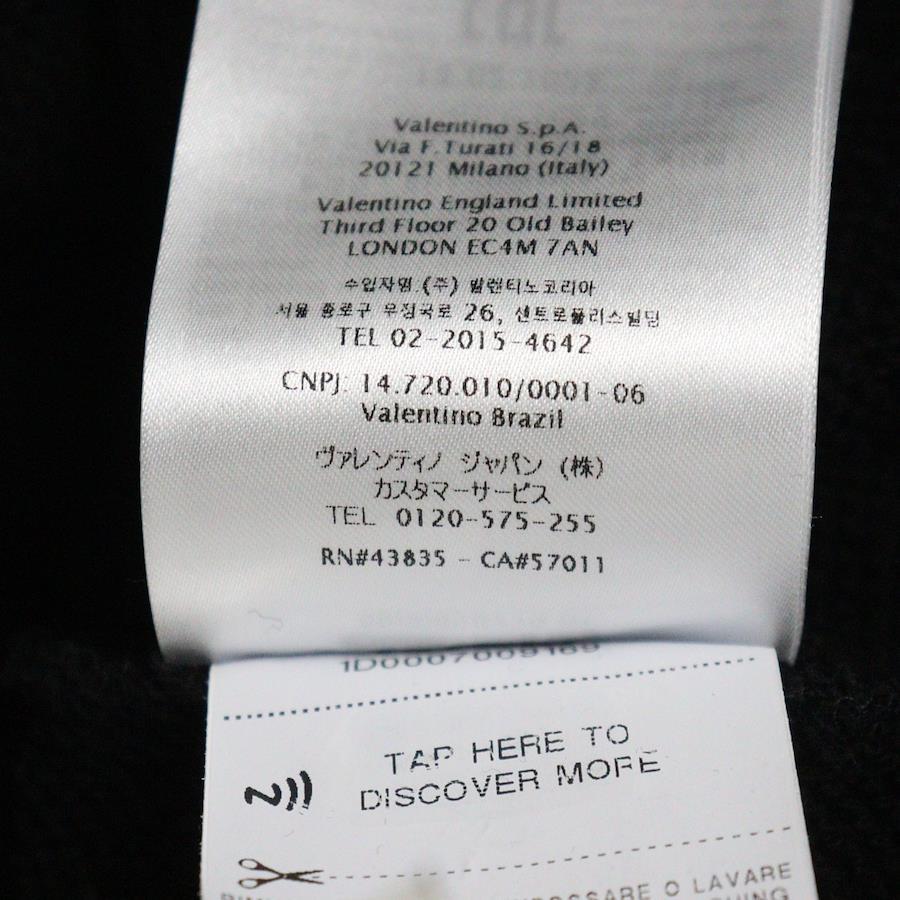 Valentino S.p.A.
Via F.Turati 16/18
20121 Milano (Italy)
Valentino England Limited
Third Floor 20 Old Bailey
LONDON EC4M 7AN
수입자명:(주) 발렌티노코리아
서울 종로구 우정국로 26, 센트로폴리스빌딩
TEL 02-2015-4642
CNPJ: 14.720.010/0001-06
Valentino Brazil
ヴァレンティノ ジャパン (株)
カスタマーサービス
TEL 0120-575-255
RN#43835 - CA#57011
1D0007009169
TAP HERE TO
DISCOVER MORE
O LAVARE